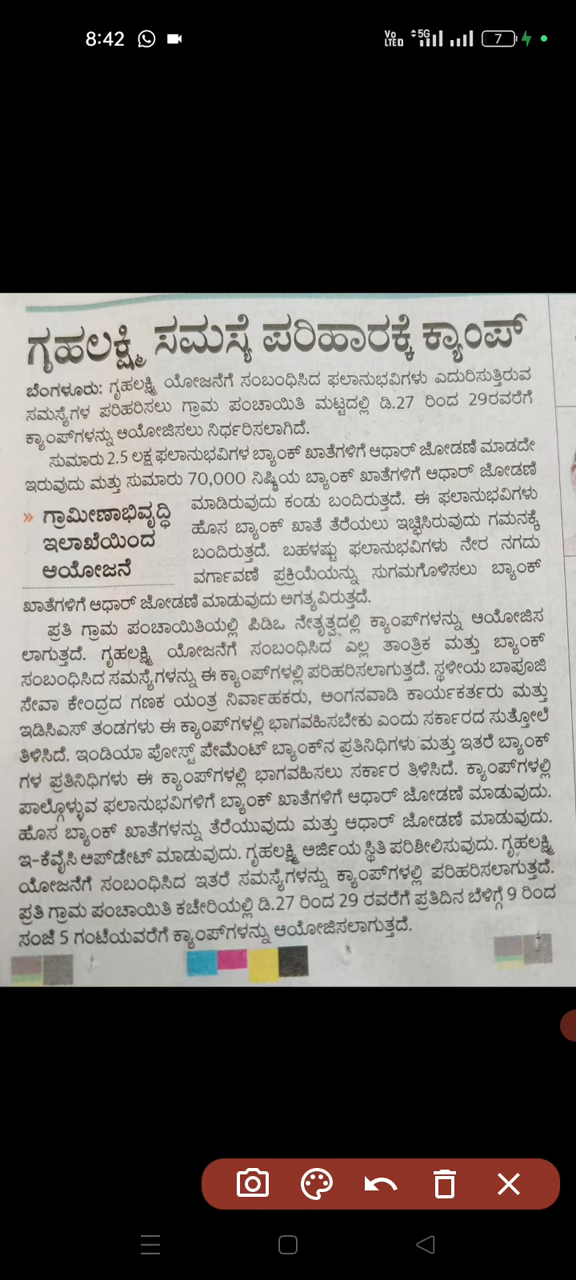 8:42
Vo LTED 5G 7
ಗೃಹಲಕ್ಷ್ಮಿ ಸಮಸ್ಯೆ ಪರಿಹಾರಕ್ಕೆ ಕ್ಯಾಂಪ್
ಬೆಂಗಳೂರು: ಗೃಹಲಕ್ಷ್ಮಿ ಯೋಜನೆಗೆ ಸಂಬಂಧಿಸಿದ ಫಲಾನುಭವಿಗಳು ಎದುರಿಸುತ್ತಿರುವ
ಸಮಸ್ಯೆಗಳ ಪರಿಹರಿಸಲು ಗ್ರಾಮ ಪಂಚಾಯಿತಿ ಮಟ್ಟದಲ್ಲಿ ಡಿ.27 ರಿಂದ 29ರವರೆಗೆ
ಕ್ಯಾಂಪ್‌ಗಳನ್ನು ಆಯೋಜಿಸಲು ನಿರ್ಧರಿಸಲಾಗಿದೆ.
ಸುಮಾರು 2.5 ಲಕ್ಷ ಫಲಾನುಭವಿಗಳ ಬ್ಯಾಂಕ್ ಖಾತೆಗಳಿಗೆ ಆಧಾರ್ ಜೋಡಣೆ ಮಾಡದೇ
ಇರುವುದು ಮತ್ತು ಸುಮಾರು 70,000 ನಿಷ್ಕ್ರಿಯ ಬ್ಯಾಂಕ್ ಖಾತೆಗಳಿಗೆ ಆಧಾರ್ ಜೋಡಣೆ
ಮಾಡಿರುವುದು ಕಂಡು ಬಂದಿರುತ್ತದೆ. ಈ ಫಲಾನುಭವಿಗಳು
ಹೊಸ ಬ್ಯಾಂಕ್ ಖಾತೆ ತೆರೆಯಲು ಇಚ್ಛಿಸಿರುವುದು ಗಮನಕ್ಕೆ
ಬಂದಿರುತ್ತದೆ. ಬಹಳಷ್ಟು ಫಲಾನುಭವಿಗಳು ನೇರ ನಗದು
ವರ್ಗಾವಣೆ ಪ್ರಕ್ರಿಯೆಯನ್ನು ಸುಗಮಗೊಳಿಸಲು ಬ್ಯಾಂಕ್
» ಗ್ರಾಮೀಣಾಭಿವೃದ್ಧಿ
ಇಲಾಖೆಯಿಂದ
ಆಯೋಜನೆ
ಖಾತೆಗಳಿಗೆ ಆಧಾರ್ ಜೋಡಣೆ ಮಾಡುವುದು ಅಗತ್ಯವಿರುತ್ತದೆ.
ಪ್ರತಿ ಗ್ರಾಮ ಪಂಚಾಯಿತಿಯಲ್ಲಿ ಪಿಡಿಒ ನೇತೃತ್ವದಲ್ಲಿ ಕ್ಯಾಂಪ್‌ಗಳನ್ನು ಆಯೋಜಿಸ
ಲಾಗುತ್ತದೆ. ಗೃಹಲಕ್ಷ್ಮಿ ಯೋಜನೆಗೆ ಸಂಬಂಧಿಸಿದ ಎಲ್ಲ ತಾಂತ್ರಿಕ ಮತ್ತು ಬ್ಯಾಂಕ್
ಸಂಬಂಧಿಸಿದ ಸಮಸ್ಯೆಗಳನ್ನು ಈ ಕ್ಯಾಂಪ್‌ಗಳಲ್ಲಿ ಪರಿಹರಿಸಲಾಗುತ್ತದೆ. ಸ್ಥಳೀಯ ಬಾಪೂಜಿ
ಸೇವಾ ಕೇಂದ್ರದ ಗಣಕ ಯಂತ್ರ ನಿರ್ವಾಹಕರು, ಅಂಗನವಾಡಿ ಕಾರ್ಯಕರ್ತರು ಮತ್ತು
ಇಡಿಸಿಎಸ್ ತಂಡಗಳು ಈ ಕ್ಯಾಂಪ್‌ಗಳಲ್ಲಿ ಭಾಗವಹಿಸಬೇಕು ಎಂದು ಸರ್ಕಾರದ ಸುತ್ತೋಲೆ
ತಿಳಿಸಿದೆ. ಇಂಡಿಯಾ ಪೋಸ್ಟ್ ಪೇಮೆಂಟ್ ಬ್ಯಾಂಕ್‌ನ ಪ್ರತಿನಿಧಿಗಳು ಮತ್ತು ಇತರೆ ಬ್ಯಾಂಕ್
ಗಳ ಪ್ರತಿನಿಧಿಗಳು ಈ ಕ್ಯಾಂಪ್‌ಗಳಲ್ಲಿ ಭಾಗವಹಿಸಲು ಸರ್ಕಾರ ತಿಳಿಸಿದೆ. ಕ್ಯಾಂಪ್‌ಗಳಲ್ಲಿ
ಪಾಲ್ಗೊಳ್ಳುವ ಫಲಾನುಭವಿಗಳಿಗೆ ಬ್ಯಾಂಕ್ ಖಾತೆಗಳಿಗೆ ಆಧಾರ್ ಜೋಡಣೆ ಮಾಡುವುದು.
ಹೊಸ ಬ್ಯಾಂಕ್ ಖಾತೆಗಳನ್ನು ತೆರೆಯುವುದು ಮತ್ತು ಆಧಾರ್ ಜೋಡಣೆ ಮಾಡುವುದು.
ಇ-ಕೆವೈಸಿ ಅಪ್‌ಡೇಟ್ ಮಾಡುವುದು. ಗೃಹಲಕ್ಷ್ಮಿ ಅರ್ಜಿಯ ಸ್ಥಿತಿ ಪರಿಶೀಲಿಸುವುದು. ಗೃಹಲಕ್ಷ್ಮಿ
ಯೋಜನೆಗೆ ಸಂಬಂಧಿಸಿದ ಇತರೆ ಸಮಸ್ಯೆಗಳನ್ನು ಕ್ಯಾಂಪ್‌ಗಳಲ್ಲಿ ಪರಿಹರಿಸಲಾಗುತ್ತದೆ.
ಪ್ರತಿ ಗ್ರಾಮ ಪಂಚಾಯಿತಿ ಕಚೇರಿಯಲ್ಲಿ ಡಿ.27 ರಿಂದ 29 ರವರೆಗೆ ಪ್ರತಿದಿನ ಬೆಳಿಗ್ಗೆ 9 ರಿಂದ
ಸಂಜೆ 5 ಗಂಟೆಯವರೆಗೆ ಕ್ಯಾಂಪ್‌ಗಳನ್ನು ಆಯೋಜಿಸಲಾಗುತ್ತದೆ.